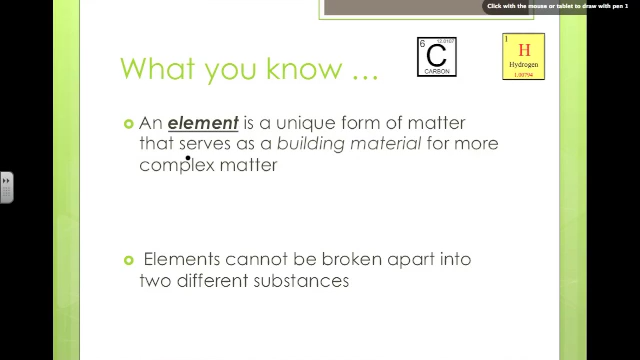 Click with the mouse or tablet to draw with pen 1
6
12.0107
C
CARBON
1
H
Hydrogen
1.00794
What you know …
An element is a unique form of matter
that serves as a building material for more
complex matter
Elements cannot be broken apart into
two different substances